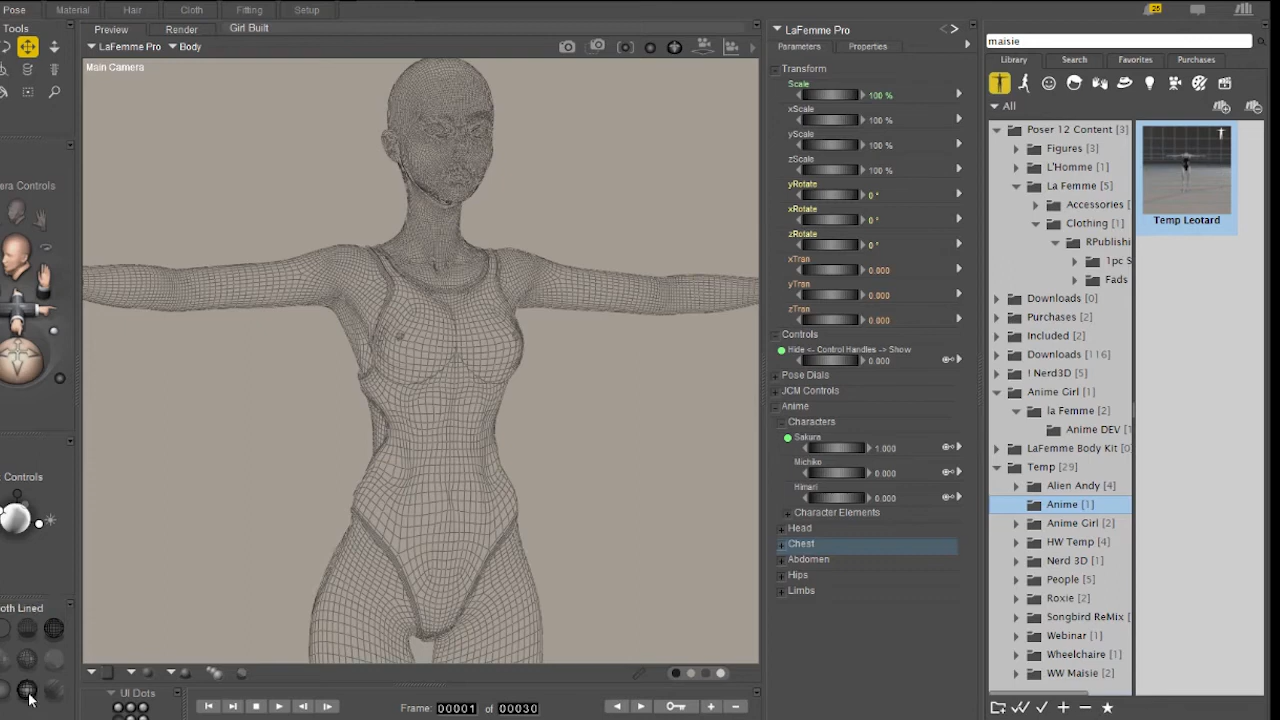 Pose
Material
Hair
Cloth
Fitting
Setup
25
Tools
Preview
Render
Girl Built
LaFemme Pro
Body
Main Camera
era Controls
Controls
oth Lined
UI Dots
Frame:
00001
of
00030
LaFemme Pro
Parameters
Properties
Transform
Scale
100 %
xScale
100 %
yScale
100 %
zScale
100 %
yRotate
0 °
xRotate
0 °
zRotate
0 °
xTran
0.000
yTran
0.000
zTran
0.000
Controls
Hide <- Control Handles -> Show
0.000
Pose Dials
JCM Controls
Anime
Characters
Sakura
1.000
Michiko
0.000
Himari
0.000
Character Elements
Head
Chest
Abdomen
Hips
Limbs
maisie
Library
Search
Favorites
Purchases
All
Poser 12 Content [3]
Figures [3]
L'Homme [1]
La Femme [5]
Accessories [
Clothing [1]
RPublishi
1pc S
Fads
Downloads [0]
Purchases [2]
Included [2]
Downloads [116]
! Nerd3D [5]
Anime Girl [1]
la Femme [2]
Anime DEV [1
LaFemme Body Kit [0]
Temp [29]
Alien Andy [4]
Anime [1]
Anime Girl [2]
HW Temp [4]
Nerd 3D [1]
People [5]
Roxie [2]
Songbird ReMix [
Webinar [1]
Wheelchaire [1]
WW Maisie [2]
Temp Leotard